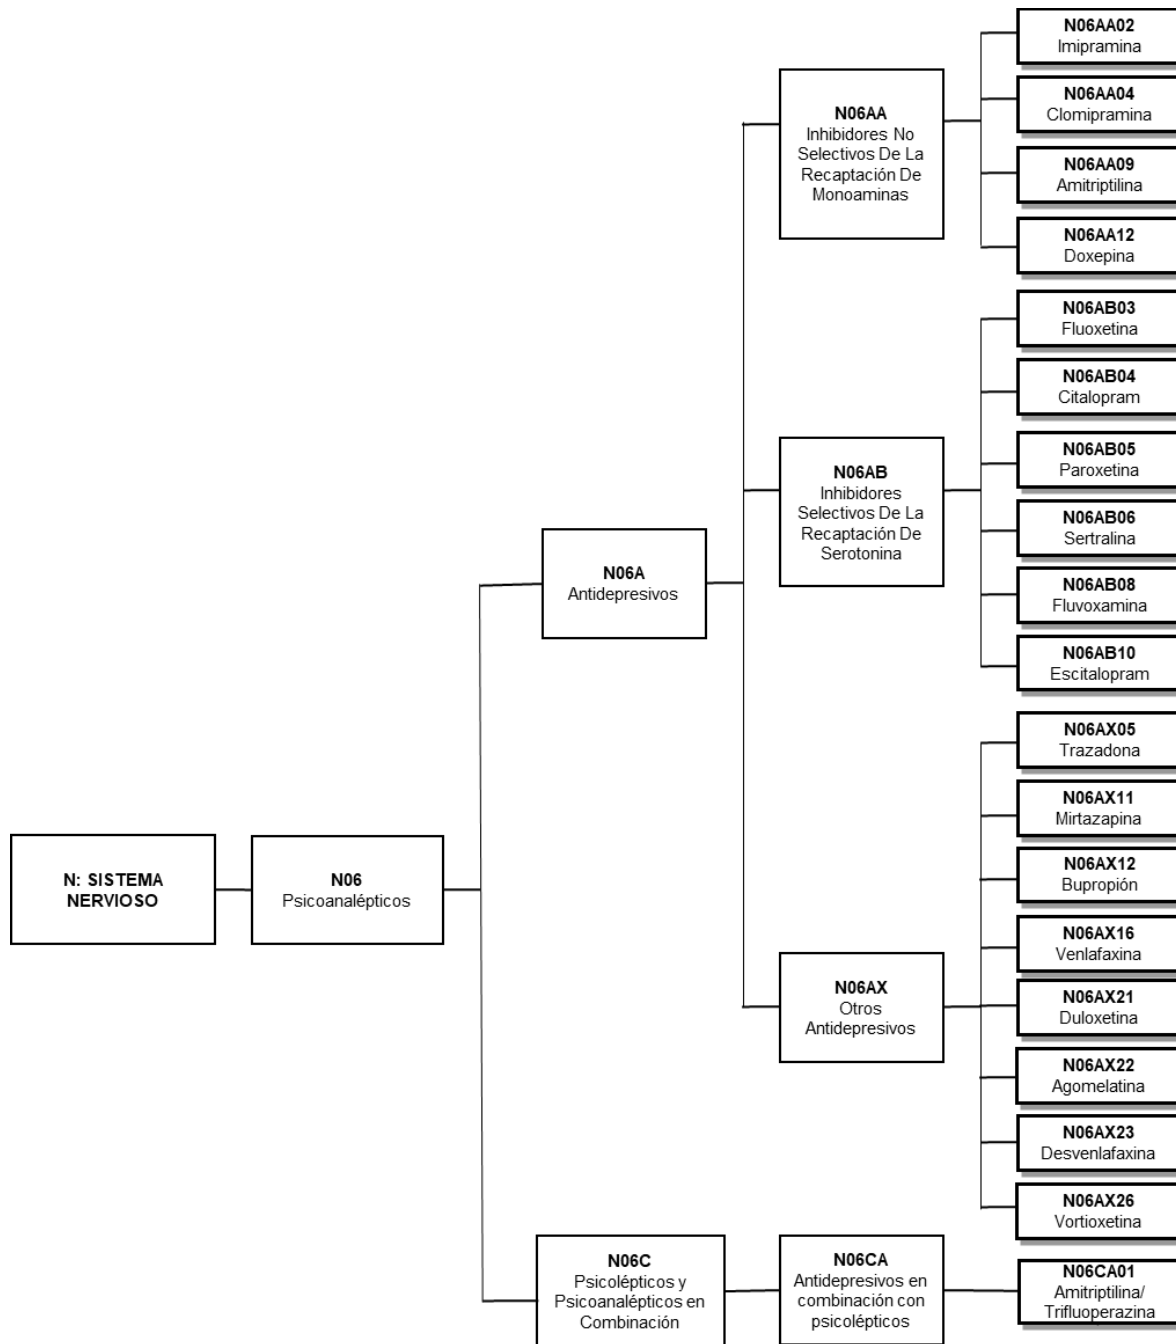 N: SISTEMA
NERVIOSO
N06
Psicoanalépticos
N06A
Antidepresivos
N06AA
Inhibidores No
Selectivos De La
Recaptación De
Monoaminas
N06AA02
Imipramina
N06AA04
Clomipramina
N06AA09
Amitriptilina
N06AA12
Doxepina
N06AB
Inhibidores
Selectivos De La
Recaptación De
Serotonina
N06AB03
Fluoxetina
N06AB04
Citalopram
N06AB05
Paroxetina
N06AB06
Sertralina
N06AB08
Fluvoxamina
N06AB10
Escitalopram
N06AX
Otros
Antidepresivos
N06AX05
Trazadona
N06AX11
Mirtazapina
N06AX12
Bupropión
N06AX16
Venlafaxina
N06AX21
Duloxetina
N06AX22
Agomelatina
N06AX23
Desvenlafaxina
N06AX26
Vortioxetina
N06C
Psicolépticos y
Psicoanalépticos en
Combinación
N06CA
Antidepresivos en
combinación con
psicolépticos
N06CA01
Amitriptilina/
Trifluoperazina